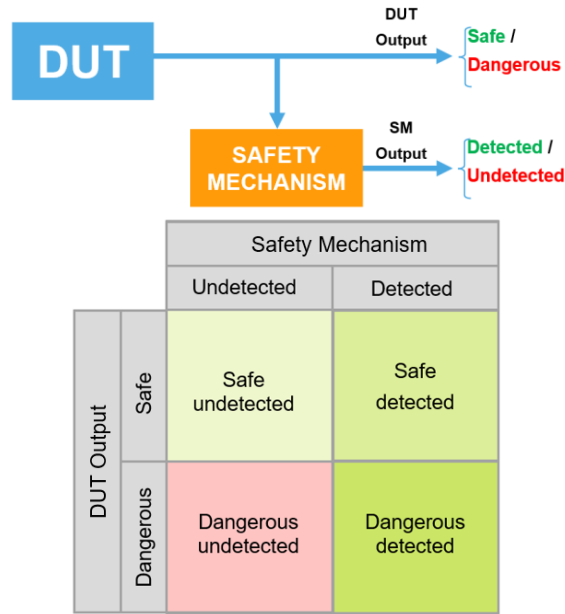 DUT
DUT
Output
Safe /
Dangerous
SAFETY
MECHANISM
SM
Output
Detected /
Undetected
Safety Mechanism
Undetected
Detected
DUT Output
Safe
Safe
undetected
Safe
detected
Dangerous
Dangerous
undetected
Dangerous
detected